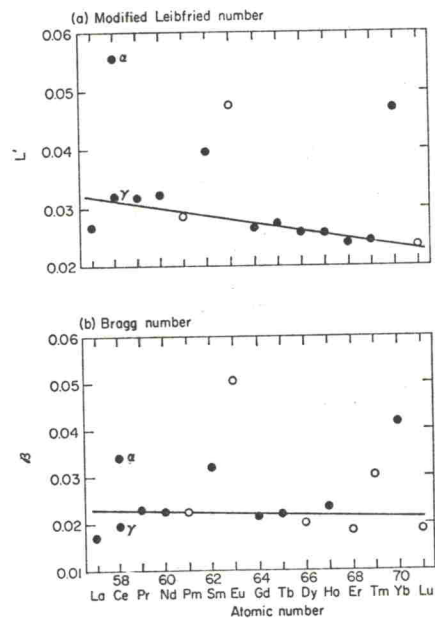 (a) Modified Leibfried number
0.06
0.05
0.04
0.03
0.02
L'
α
γ
(b) Bragg number
0.06
0.05
0.04
0.03
0.02
0.01
β
α
γ
58 60 62 64 66 68 70
La Ce Pr Nd Pm Sm Eu Gd Tb Dy Ho Er Tm Yb Lu
Atomic number